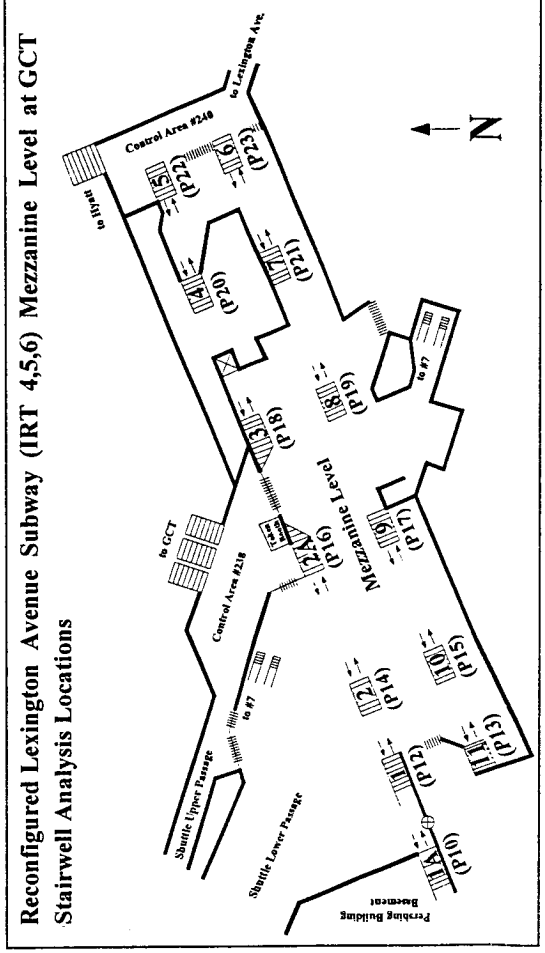 Reconfigured Lexington Avenue Subway (IRT 4,5,6) Mezzanine Level at GCT
Stairwell Analysis Locations
to Lexington Ave.
to Hyatt
Control Area #240
5
(P22)
6
(P23)
4
(P20)
7
(P21)
N
to GCT
Control Area #238
3
(P18)
8
(P19)
to #7
Token
Booth
2A
(P16)
Mezzanine Level
9
(P17)
Shuttle Upper Passage
to #7
2
(P14)
10
(P15)
Shuttle Lower Passage
1
(P12)
11
(P13)
1A
(P10)
Pershing Building
Basement